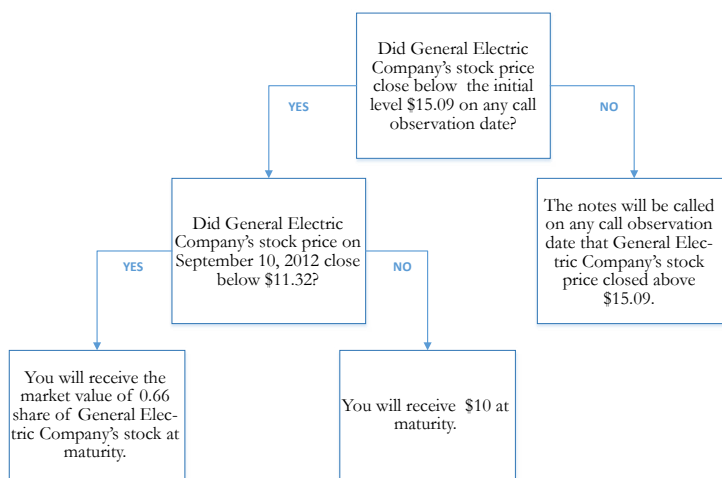 Did General Electric
Company's stock price
close below the initial
level $15.09 on any call
observation date?
YES
NO
Did General Electric
Company's stock price on
September 10, 2012 close
below $11.32?
The notes will be called
on any call observation
date that General Elec-
tric Company's stock
price closed above
$15.09.
YES
NO
You will receive the
market value of 0.66
share of General Elec-
tric Company's stock at
maturity.
You will receive $10 at
maturity.